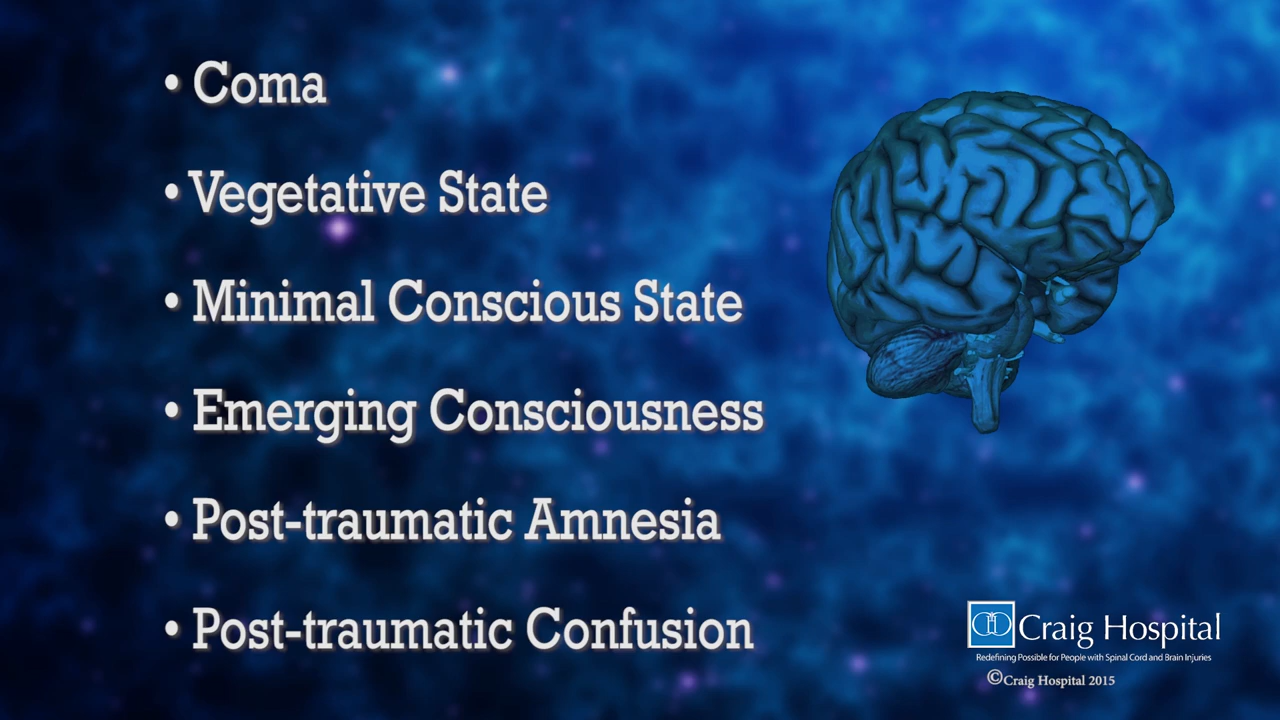 • Coma
• Vegetative State
• Minimal Conscious State
• Emerging Consciousness
• Post-traumatic Amnesia
• Post-traumatic Confusion
Craig Hospital
Redefining Possible for People with Spinal Cord and Brain Injuries
©Craig Hospital 2015